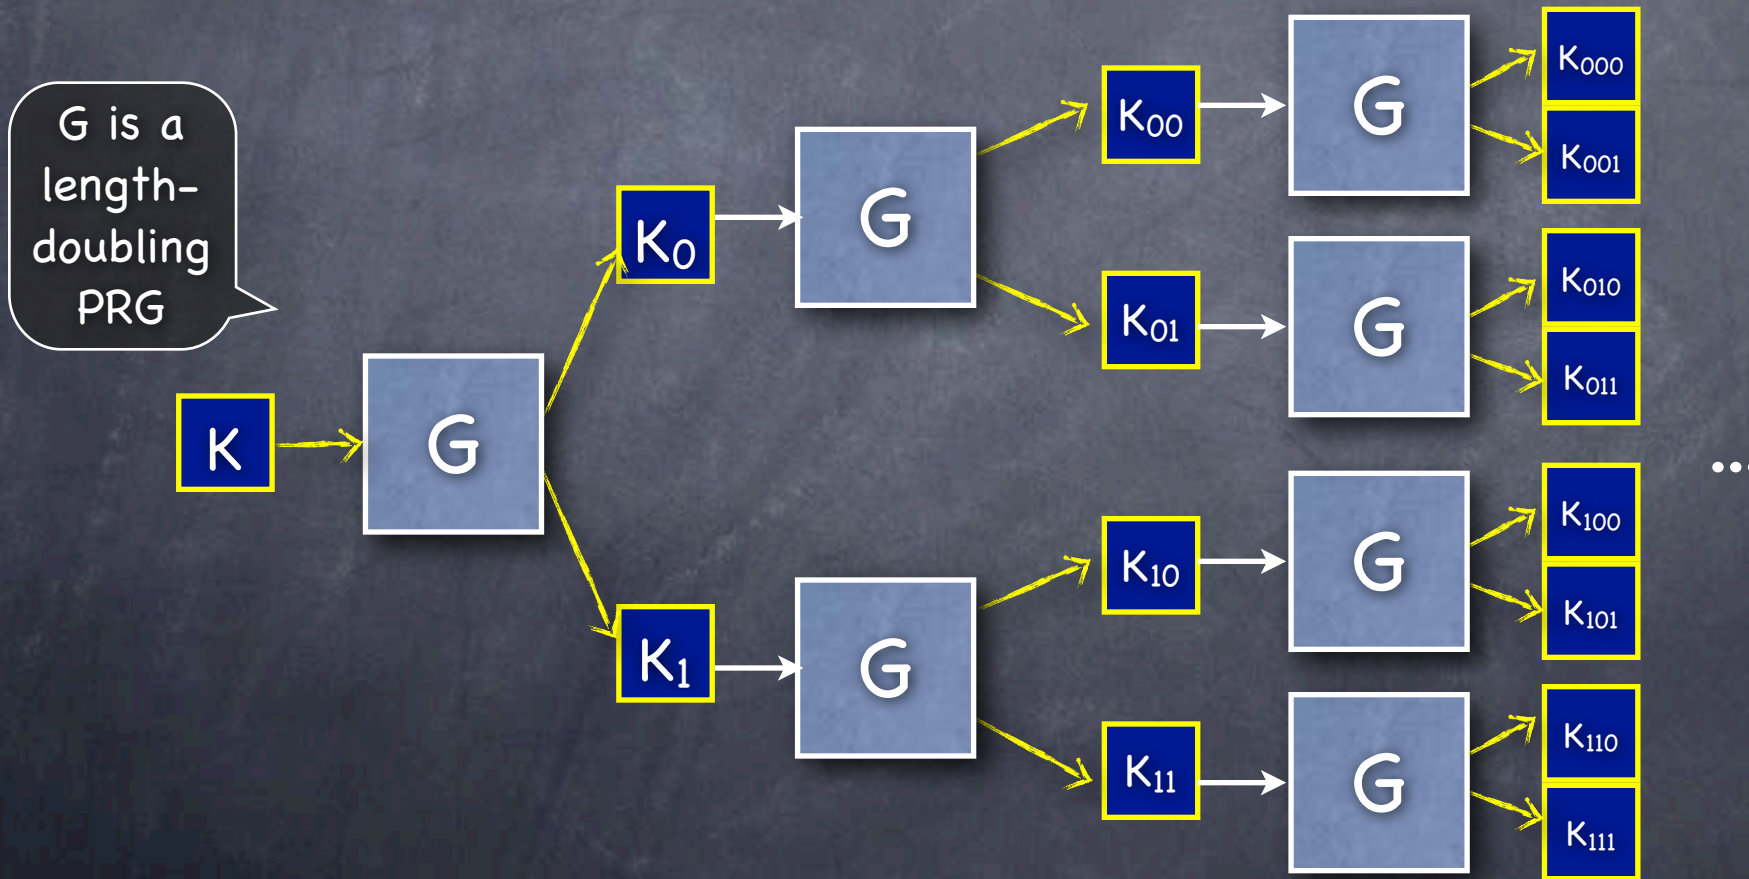 G is a
length-
doubling
PRG
K
G
K₀
K₁
G
G
K₀₀
K₀₁
K₁₀
K₁₁
G
G
G
G
K₀₀₀
K₀₀₁
K₀₁₀
K₀₁₁
K₁₀₀
K₁₀₁
K₁₁₀
K₁₁₁
...